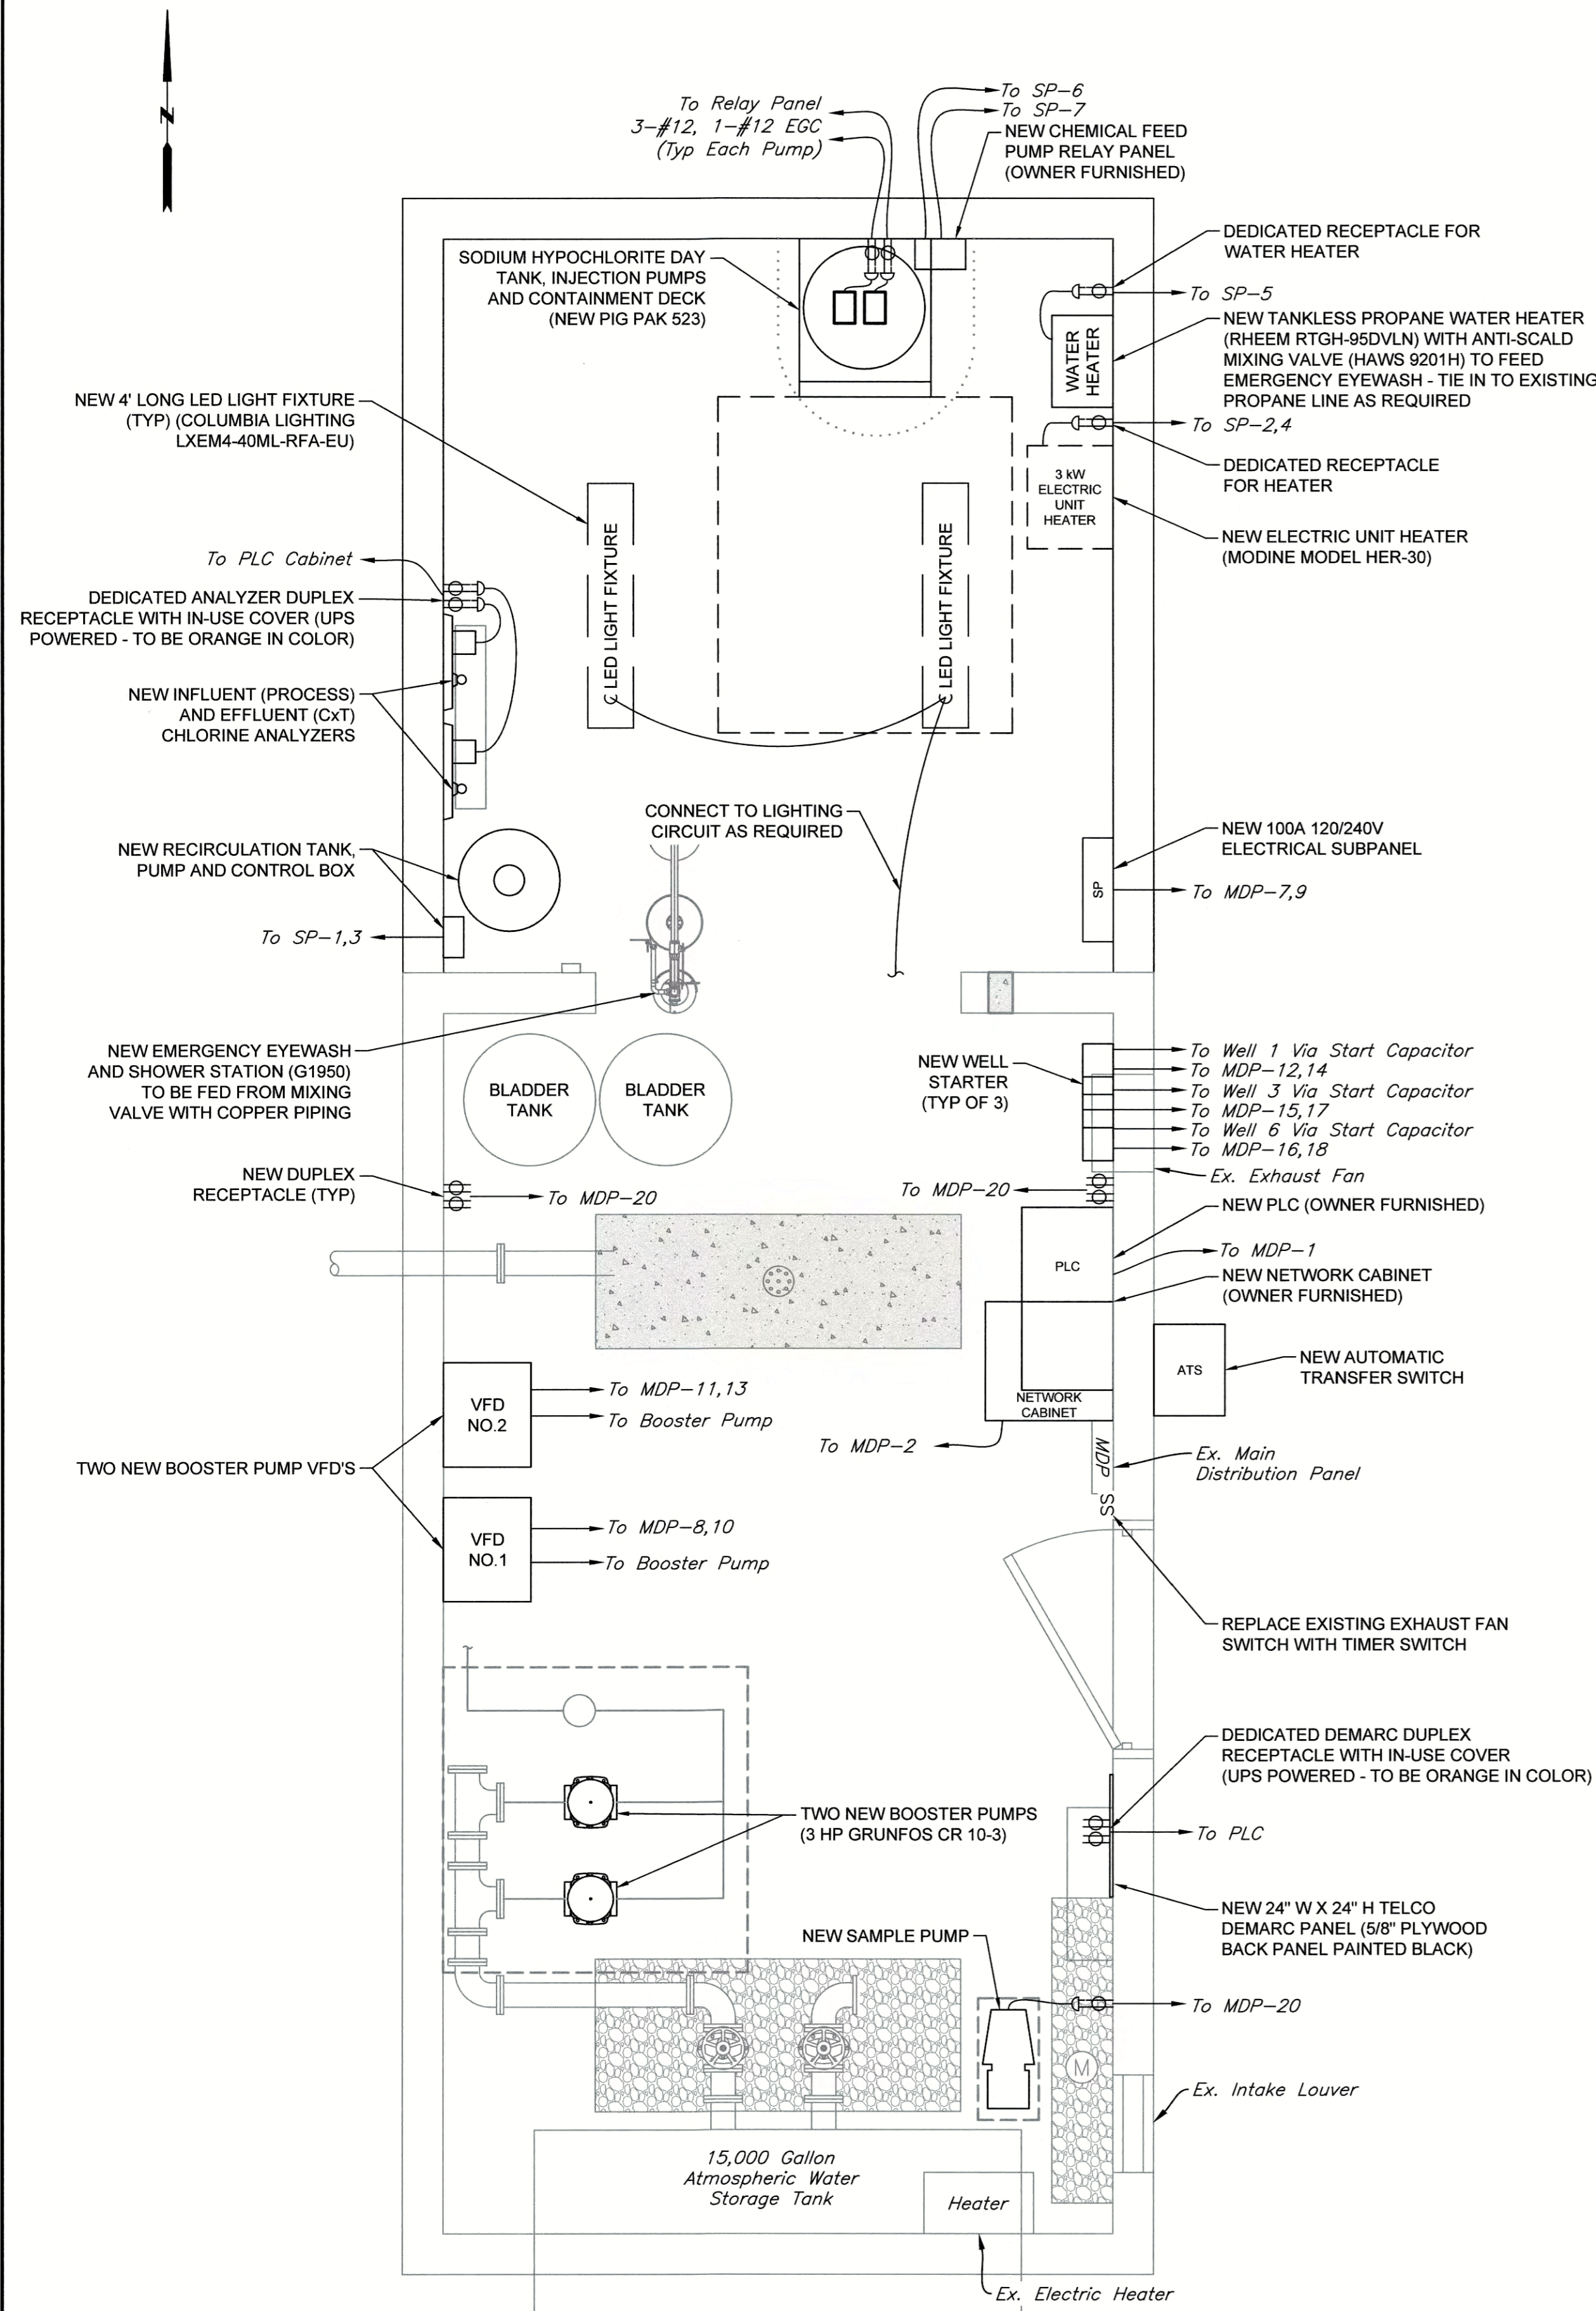 N
To Relay Panel
3-#12, 1-#12 EGC
(Typ Each Pump)
To SP-6
To SP-7
NEW CHEMICAL FEED
PUMP RELAY PANEL
(OWNER FURNISHED)
SODIUM HYPOCHLORITE DAY
TANK, INJECTION PUMPS
AND CONTAINMENT DECK
(NEW PIG PAK 523)
DEDICATED RECEPTACLE FOR
WATER HEATER
To SP-5
WATER
HEATER
NEW TANKLESS PROPANE WATER HEATER
(RHEEM RTGH-95DVLN) WITH ANTI-SCALD
MIXING VALVE (HAWS 9201H) TO FEED
EMERGENCY EYEWASH - TIE IN TO EXISTING
PROPANE LINE AS REQUIRED
To SP-2,4
DEDICATED RECEPTACLE
FOR HEATER
3 kW
ELECTRIC
UNIT
HEATER
NEW ELECTRIC UNIT HEATER
(MODINE MODEL HER-30)
NEW 4' LONG LED LIGHT FIXTURE
(TYP) (COLUMBIA LIGHTING
LXEM4-40ML-RFA-EU)
LED LIGHT FIXTURE
LED LIGHT FIXTURE
To PLC Cabinet
DEDICATED ANALYZER DUPLEX
RECEPTACLE WITH IN-USE COVER (UPS
POWERED - TO BE ORANGE IN COLOR)
NEW INFLUENT (PROCESS)
AND EFFLUENT (CxT)
CHLORINE ANALYZERS
CONNECT TO LIGHTING
CIRCUIT AS REQUIRED
NEW RECIRCULATION TANK,
PUMP AND CONTROL BOX
To SP-1,3
NEW 100A 120/240V
ELECTRICAL SUBPANEL
SP
To MDP-7,9
NEW EMERGENCY EYEWASH
AND SHOWER STATION (G1950)
TO BE FED FROM MIXING
VALVE WITH COPPER PIPING
BLADDER
TANK
BLADDER
TANK
NEW WELL
STARTER
(TYP OF 3)
To Well 1 Via Start Capacitor
To MDP-12,14
To Well 3 Via Start Capacitor
To MDP-15,17
To Well 6 Via Start Capacitor
To MDP-16,18
Ex. Exhaust Fan
NEW DUPLEX
RECEPTACLE (TYP)
To MDP-20
To MDP-20
NEW PLC (OWNER FURNISHED)
PLC
To MDP-1
NEW NETWORK CABINET
(OWNER FURNISHED)
ATS
NEW AUTOMATIC
TRANSFER SWITCH
NETWORK
CABINET
To MDP-2
MDP
Ex. Main
Distribution Panel
SS
VFD
NO.2
To MDP-11,13
To Booster Pump
TWO NEW BOOSTER PUMP VFD'S
VFD
NO.1
To MDP-8,10
To Booster Pump
REPLACE EXISTING EXHAUST FAN
SWITCH WITH TIMER SWITCH
DEDICATED DEMARC DUPLEX
RECEPTACLE WITH IN-USE COVER
(UPS POWERED - TO BE ORANGE IN COLOR)
TWO NEW BOOSTER PUMPS
(3 HP GRUNFOS CR 10-3)
To PLC
NEW 24" W X 24" H TELCO
DEMARC PANEL (5/8" PLYWOOD
BACK PANEL PAINTED BLACK)
NEW SAMPLE PUMP
To MDP-20
M
Ex. Intake Louver
15,000 Gallon
Atmospheric Water
Storage Tank
Heater
Ex. Electric Heater